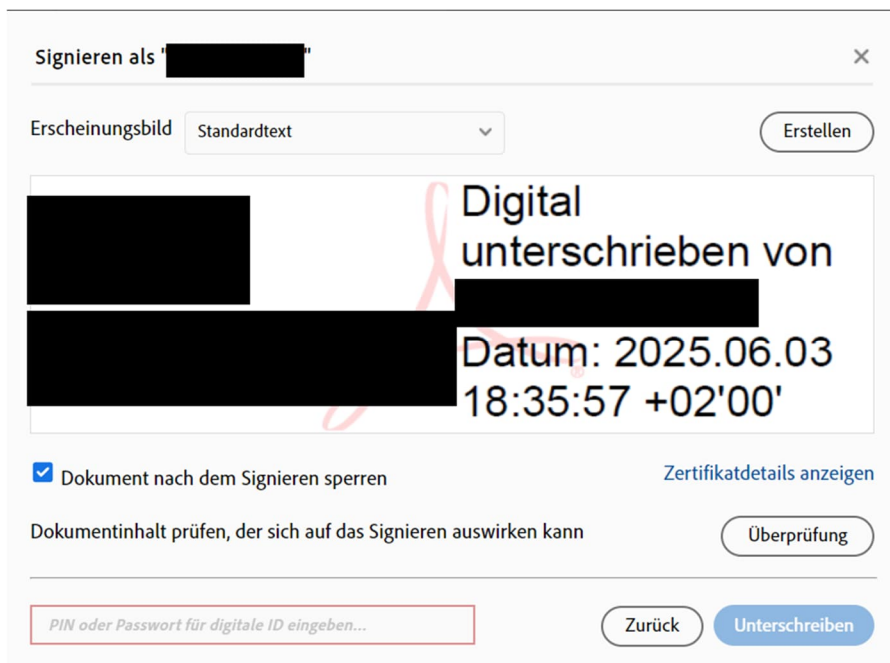 Signieren als " "
Erscheinungsbild Standardtext Erstellen
Digital
unterschrieben von
Datum: 2025.06.03
18:35:57 +02'00'
Dokument nach dem Signieren sperren Zertifikatdetails anzeigen
Dokumentinhalt prüfen, der sich auf das Signieren auswirken kann Überprüfung
PIN oder Passwort für digitale ID eingeben... Zurück Unterschreiben